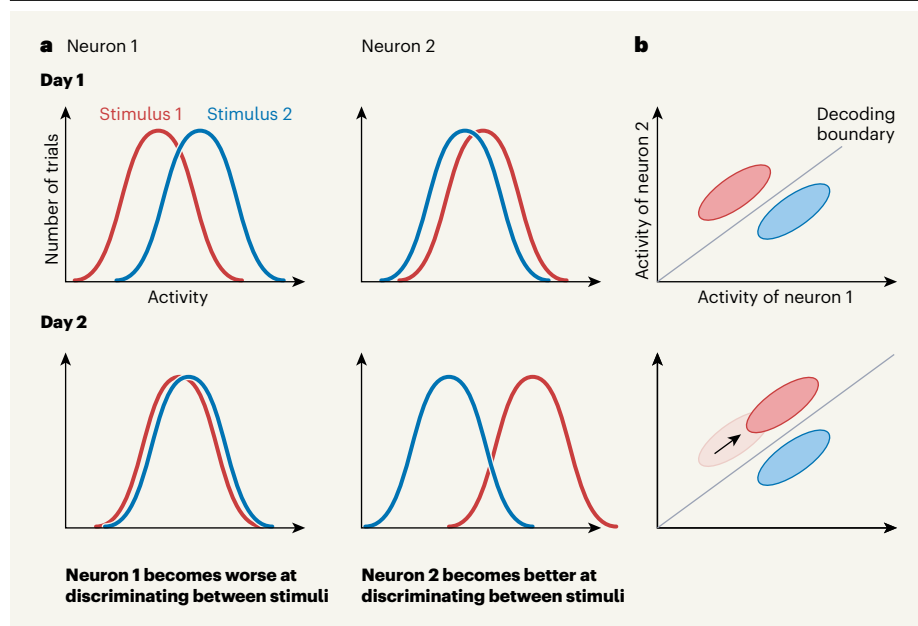 a Neuron 1
Neuron 2
b
Day 1
Stimulus 1
Stimulus 2
Number of trials
Activity
Decoding
boundary
Activity of neuron 2
Activity of neuron 1
Day 2
Neuron 1 becomes worse at
discriminating between stimuli
Neuron 2 becomes better at
discriminating between stimuli